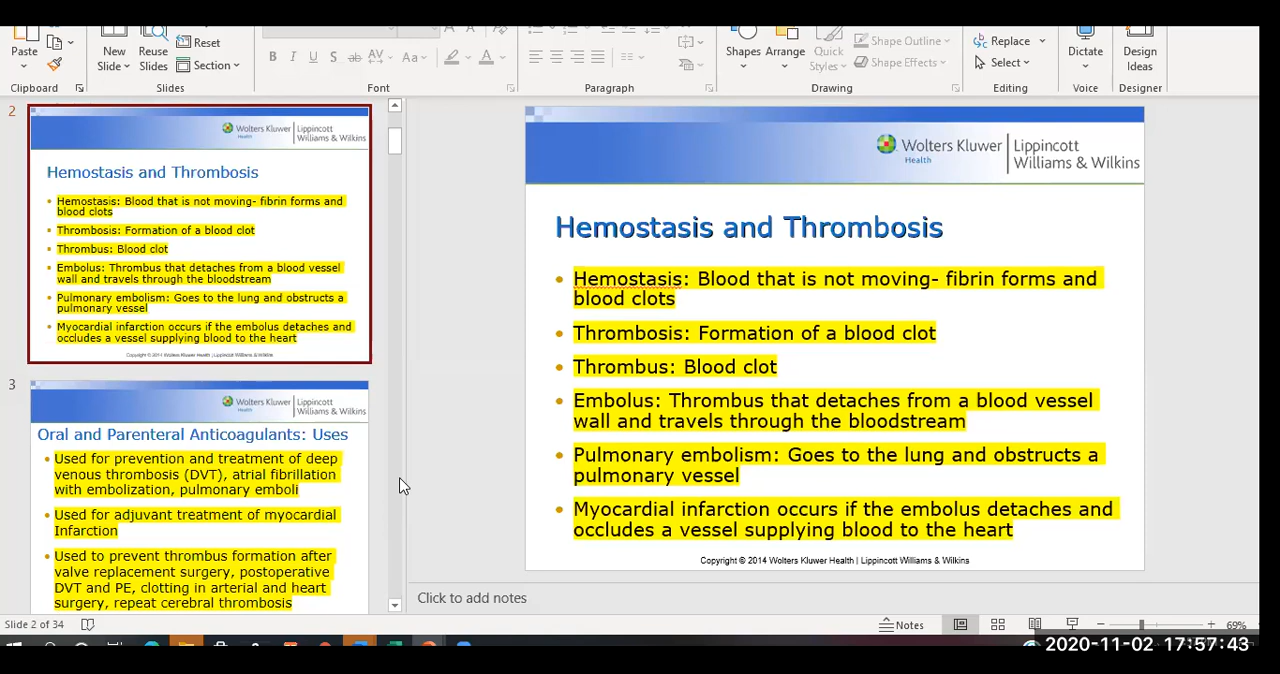 Paste
New
Slide
Reuse
Slides
Reset
Section
B I U S ab AV Aa A
Shapes
Arrange
Quick
Styles
Shape Outline
Shape Effects
Replace
Select
Dictate
Design
Ideas
Clipboard
Slides
Font
Paragraph
Drawing
Editing
Voice
Designer
2
Wolters Kluwer
Health
Lippincott
Williams & Wilkins
Hemostasis and Thrombosis
Hemostasis: Blood that is not moving- fibrin forms and
blood clots
Thrombosis: Formation of a blood clot
Thrombus: Blood clot
Embolus: Thrombus that detaches from a blood vessel
wall and travels through the bloodstream
Pulmonary embolism: Goes to the lung and obstructs a
pulmonary vessel
Myocardial infarction occurs if the embolus detaches and
occludes a vessel supplying blood to the heart
Copyright © 2014 Wolters Kluwer Health | Lippincott Williams & Wilkins
3
Wolters Kluwer
Health
Lippincott
Williams & Wilkins
Oral and Parenteral Anticoagulants: Uses
Used for prevention and treatment of deep
venous thrombosis (DVT), atrial fibrillation
with embolization, pulmonary emboli
Used for adjuvant treatment of myocardial
Infarction
Used to prevent thrombus formation after
valve replacement surgery, postoperative
DVT and PE, clotting in arterial and heart
surgery, repeat cerebral thrombosis
Wolters Kluwer
Health
Lippincott
Williams & Wilkins
Hemostasis and Thrombosis
Hemostasis: Blood that is not moving- fibrin forms and
blood clots
Thrombosis: Formation of a blood clot
Thrombus: Blood clot
Embolus: Thrombus that detaches from a blood vessel
wall and travels through the bloodstream
Pulmonary embolism: Goes to the lung and obstructs a
pulmonary vessel
Myocardial infarction occurs if the embolus detaches and
occludes a vessel supplying blood to the heart
Copyright © 2014 Wolters Kluwer Health | Lippincott Williams & Wilkins
Click to add notes
Slide 2 of 34
Notes
69%
2020-11-02 17:57:43